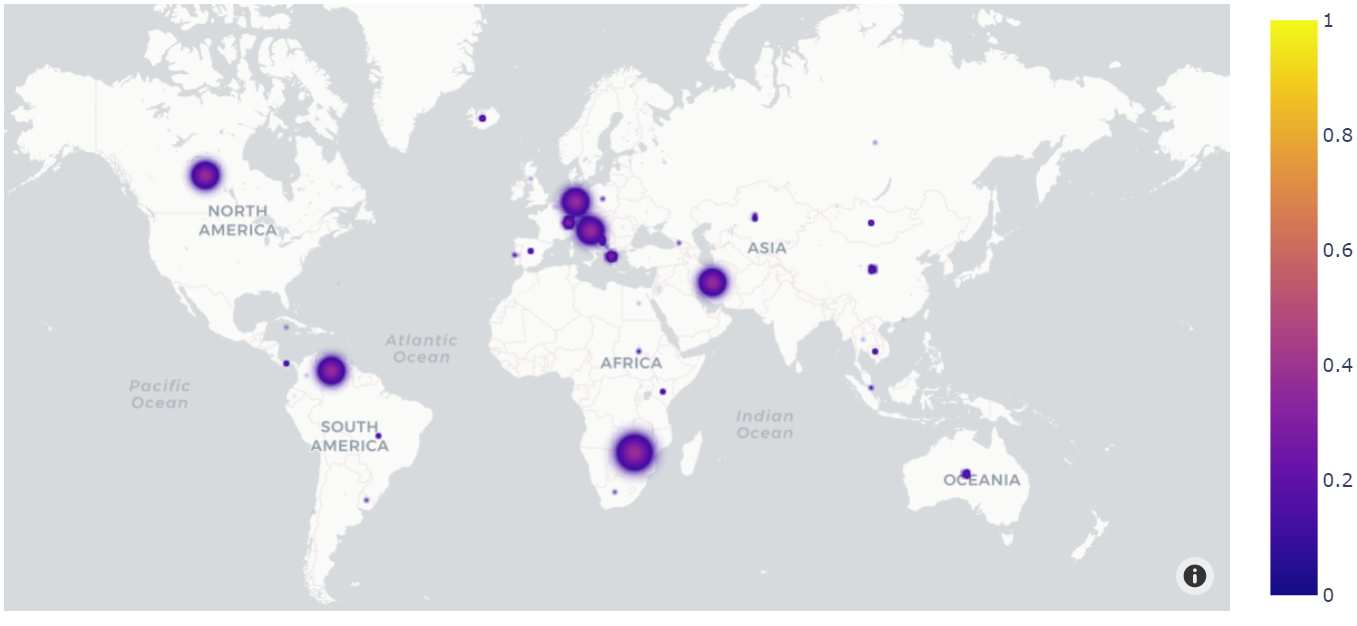 NORTH
AMERICA
Atlantic
Ocean
Pacific
Ocean
SOUTH
AMERICA
AFRICA
ASIA
Indian
Ocean
OCEANIA
i
1
0.8
0.6
0.4
0.2
0